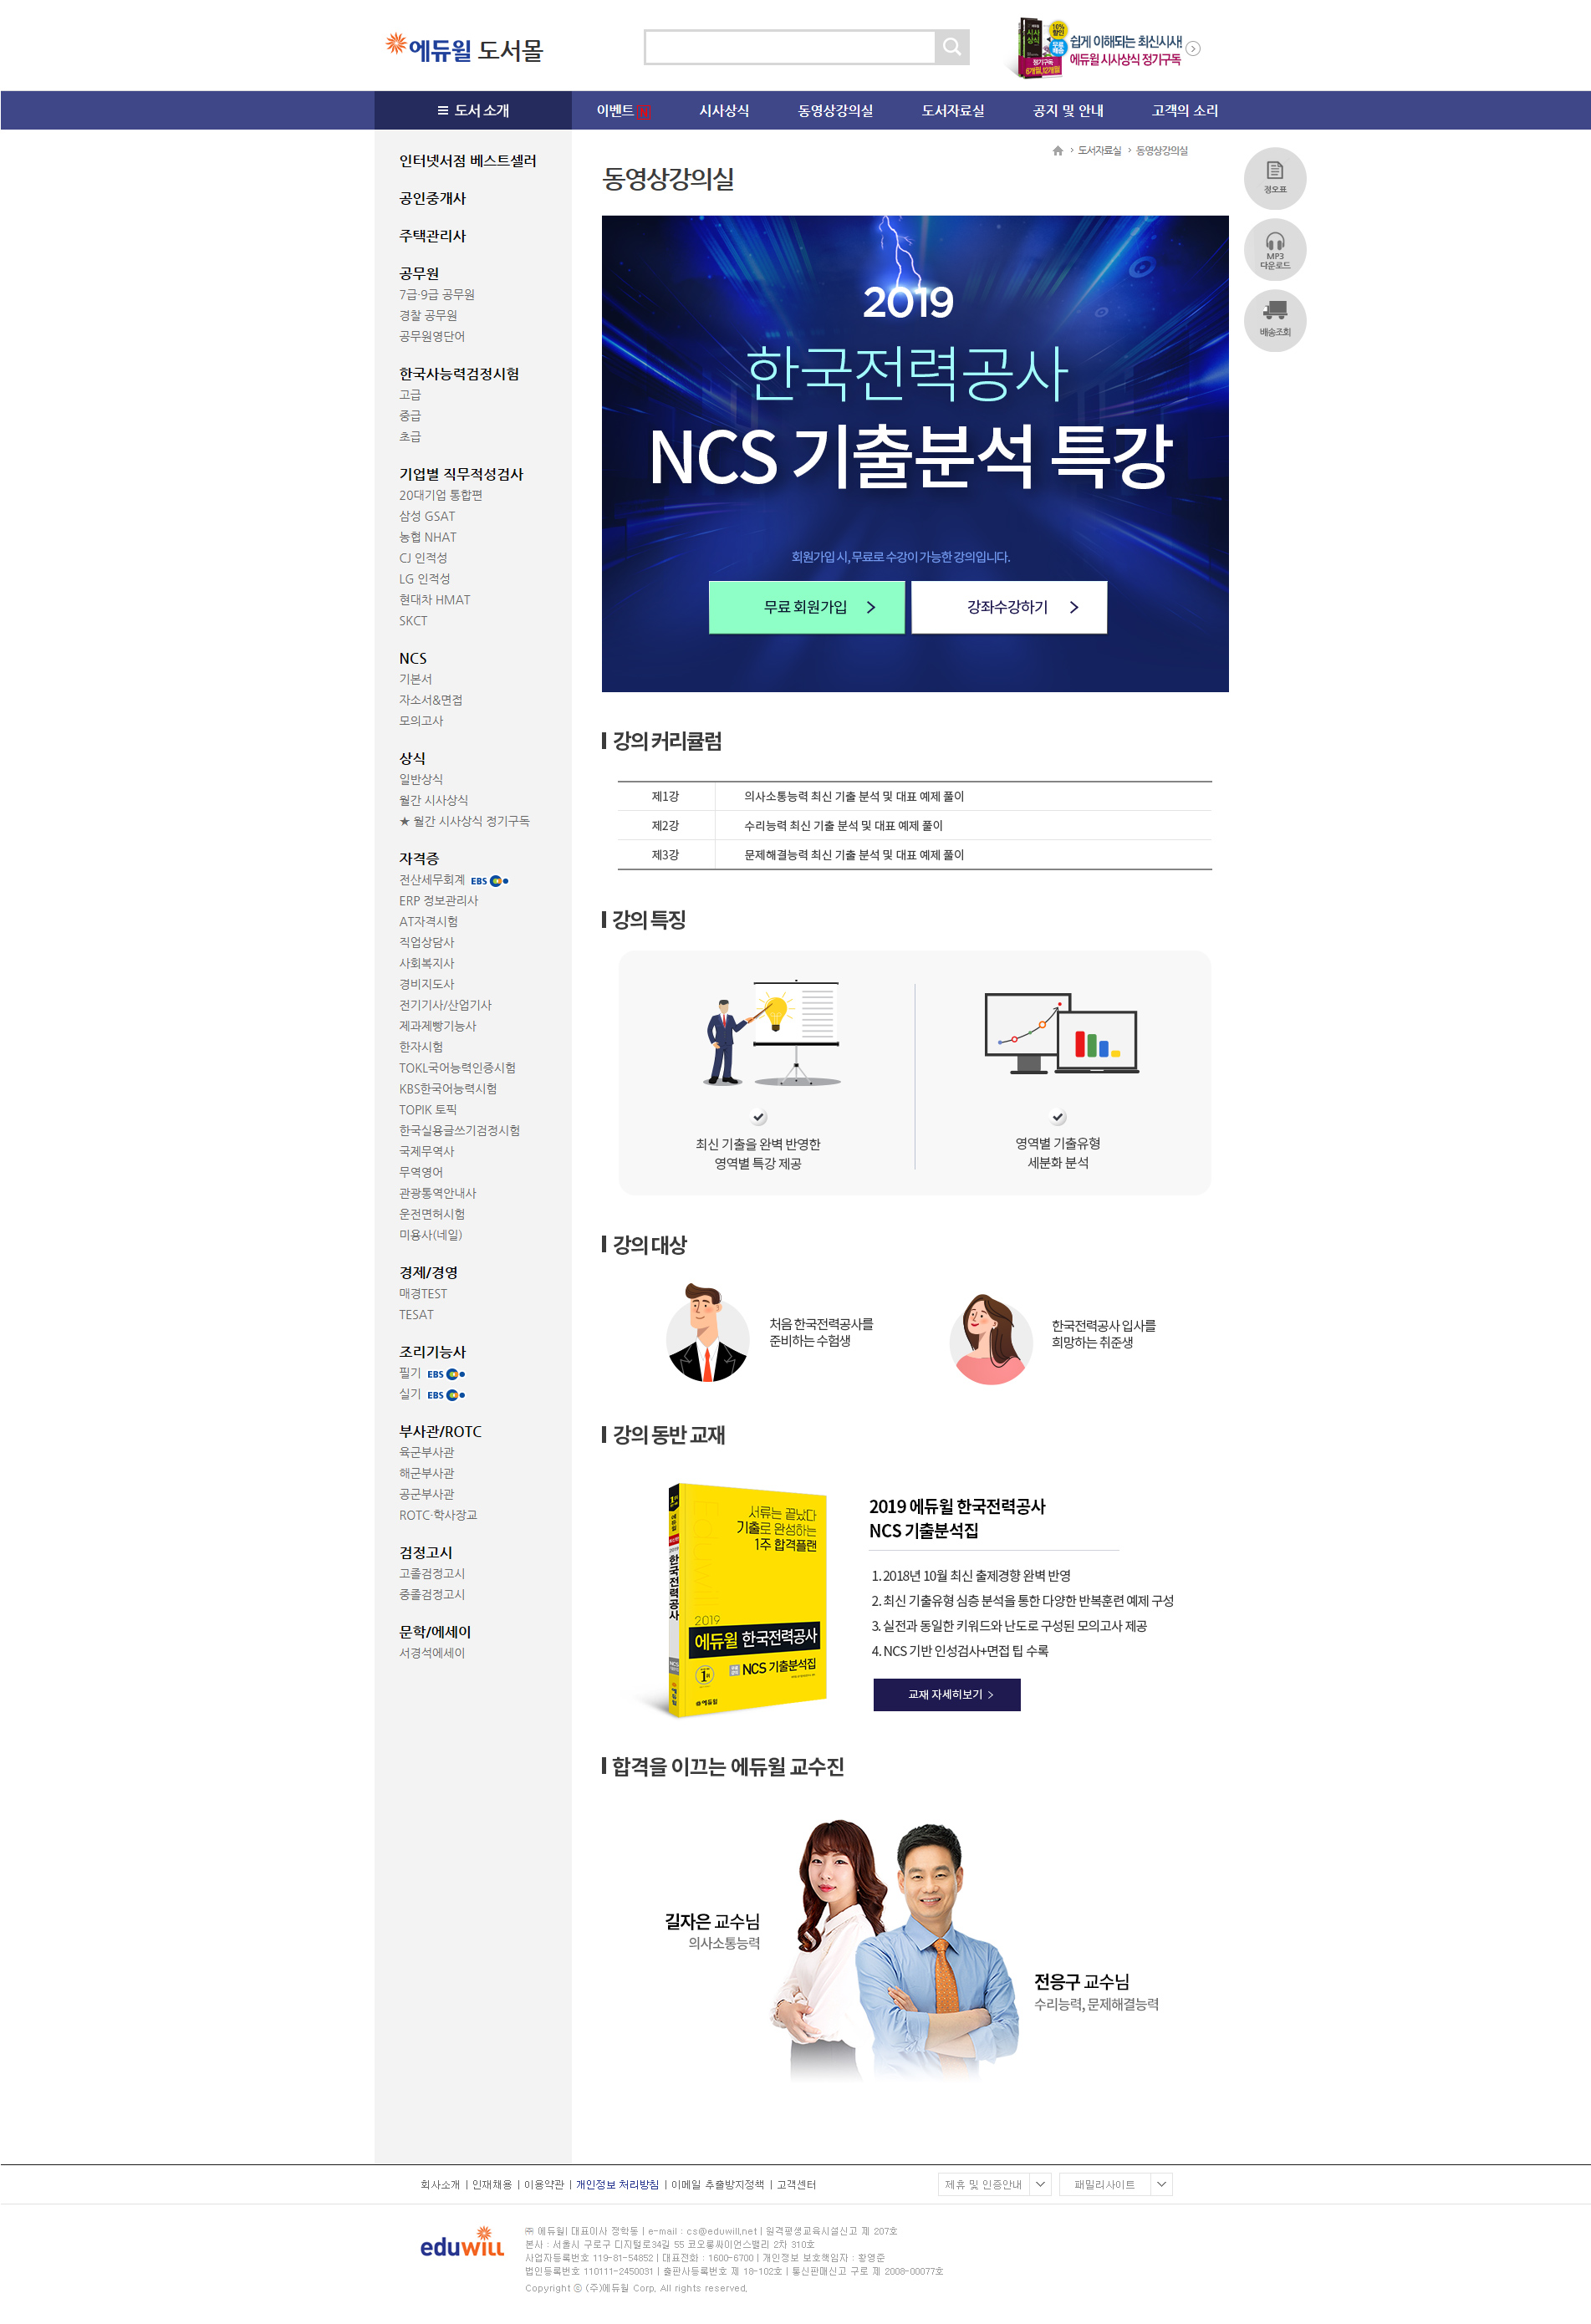 에듀윌 도서몰
시사상식
10% 할인
무료배송
정기구독
6개월,12개월
쉽게 이해되는 최신시사!
에듀윌 시사상식 정기구독
도서 소개
이벤트 N
시사상식
동영상강의실
도서자료실
공지 및 안내
고객의 소리
인터넷서점 베스트셀러
공인중개사
주택관리사
공무원
7급·9급 공무원
경찰 공무원
공무원영단어
한국사능력검정시험
고급
중급
초급
기업별 직무적성검사
20대기업 통합편
삼성 GSAT
농협 NHAT
CJ 인적성
LG 인적성
현대차 HMAT
SKCT
NCS
기본서
자소서&면접
모의고사
상식
일반상식
월간 시사상식
★ 월간 시사상식 정기구독
자격증
전산세무회계 EBS
ERP 정보관리사
AT자격시험
직업상담사
사회복지사
경비지도사
전기기사/산업기사
제과제빵기능사
한자시험
TOKL국어능력인증시험
KBS한국어능력시험
TOPIK 토픽
한국실용글쓰기검정시험
국제무역사
무역영어
관광통역안내사
운전면허시험
미용사(네일)
경제/경영
매경TEST
TESAT
조리기능사
필기 EBS
실기 EBS
부사관/ROTC
육군부사관
해군부사관
공군부사관
ROTC·학사장교
검정고시
고졸검정고시
중졸검정고시
문학/에세이
서경석에세이
도서자료실 > 동영상강의실
동영상강의실
2019
한국전력공사
NCS 기출분석 특강
회원가입 시, 무료로 수강이 가능한 강의입니다.
무료 회원가입
강좌수강하기
정오표
MP3
다운로드
배송조회
강의 커리큘럼
제1강 의사소통능력 최신 기출 분석 및 대표 예제 풀이
제2강 수리능력 최신 기출 분석 및 대표 예제 풀이
제3강 문제해결능력 최신 기출 분석 및 대표 예제 풀이
강의 특징
최신 기출을 완벽 반영한
영역별 특강 제공
영역별 기출유형
세분화 분석
강의 대상
처음 한국전력공사를
준비하는 수험생
한국전력공사 입사를
희망하는 취준생
강의 동반 교재
서류는 끝났다
기출로 완성하는
1주 합격플랜
2019
에듀윌 한국전력공사
NCS 기출분석집
1위
에듀윌
한국전력공사
에듀윌
2019 에듀윌 한국전력공사
NCS 기출분석집
1. 2018년 10월 최신 출제경향 완벽 반영
2. 최신 기출유형 심층 분석을 통한 다양한 반복훈련 예제 구성
3. 실전과 동일한 키워드와 난도로 구성된 모의고사 제공
4. NCS 기반 인성검사+면접 팁 수록
교재 자세히보기 >
합격을 이끄는 에듀윌 교수진
길자은 교수님
의사소통능력
전응구 교수님
수리능력, 문제해결능력
회사소개 | 인재채용 | 이용약관 | 개인정보 처리방침 | 이메일 추출방지정책 | 고객센터
제휴 및 인증안내
패밀리사이트
eduwill
㈜ 에듀윌| 대표이사 정학동 | e-mail : cs@eduwill.net | 원격평생교육시설신고 제 207호
본사 : 서울시 구로구 디지털로34길 55 코오롱싸이언스밸리 2차 310호
사업자등록번호 119-81-54852 | 대표전화 : 1600-6700 | 개인정보 보호책임자 : 황영준
법인등록번호 110111-2450031 | 출판사등록번호 제 18-102호 | 통신판매신고 구로 제 2008-00077호
Copyright ⓒ (주)에듀윌 Corp. All rights reserved.